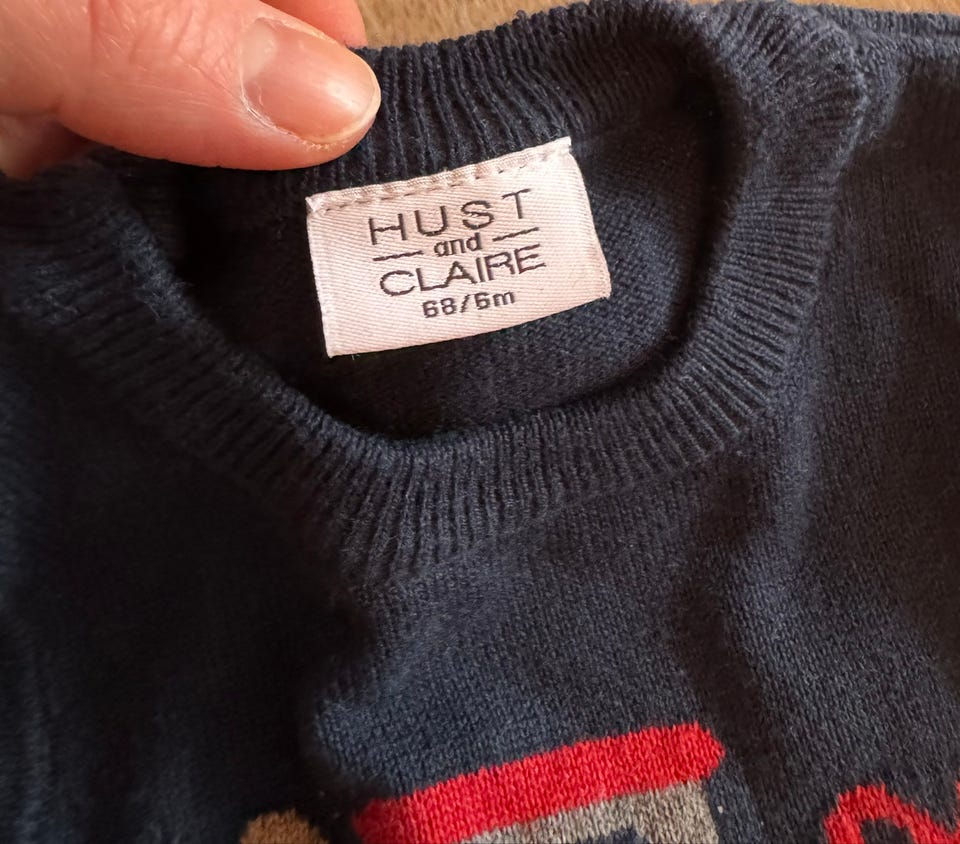 HUST
and
CLAIRE
68/6m